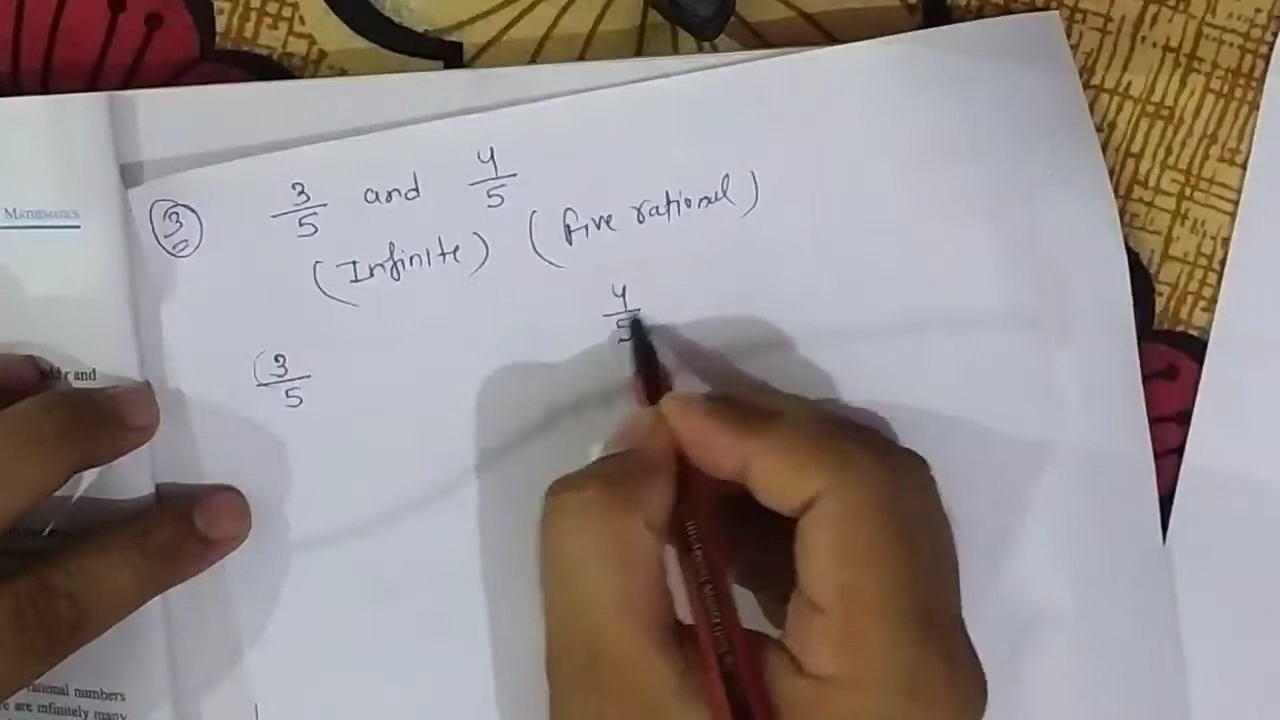 MATHEMATICS
③ 3/5 and 4/5
(Infinite) (five rational)
4/5
3/5
and
rational numbers
are infinitely many